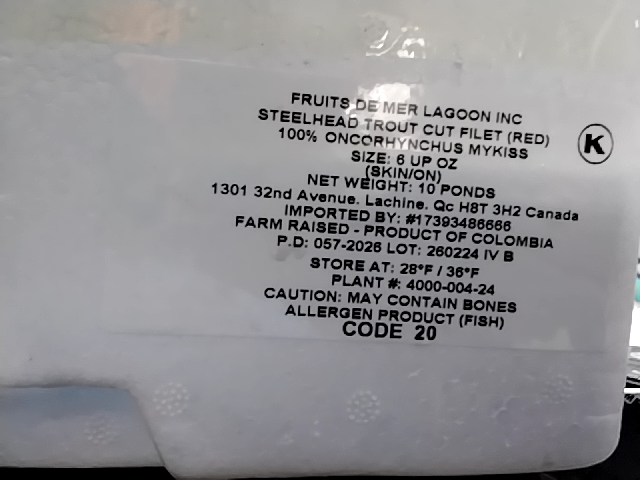 FRUITS DE MER LAGOON INC
STEELHEAD TROUT CUT FILET (RED)
100% ONCORHYNCHUS MYKISS
SIZE: 6 UP OZ
(SKIN/ON)
NET WEIGHT: 10 PONDS
1301 32nd Avenue. Lachine. Qc H8T 3H2 Canada
IMPORTED BY: #17393486666
FARM RAISED - PRODUCT OF COLOMBIA
P.D: 057-2026 LOT: 260224 IV B
STORE AT: 28°F / 36°F
PLANT #: 4000-004-24
CAUTION: MAY CONTAIN BONES
ALLERGEN PRODUCT (FISH)
CODE 20
K